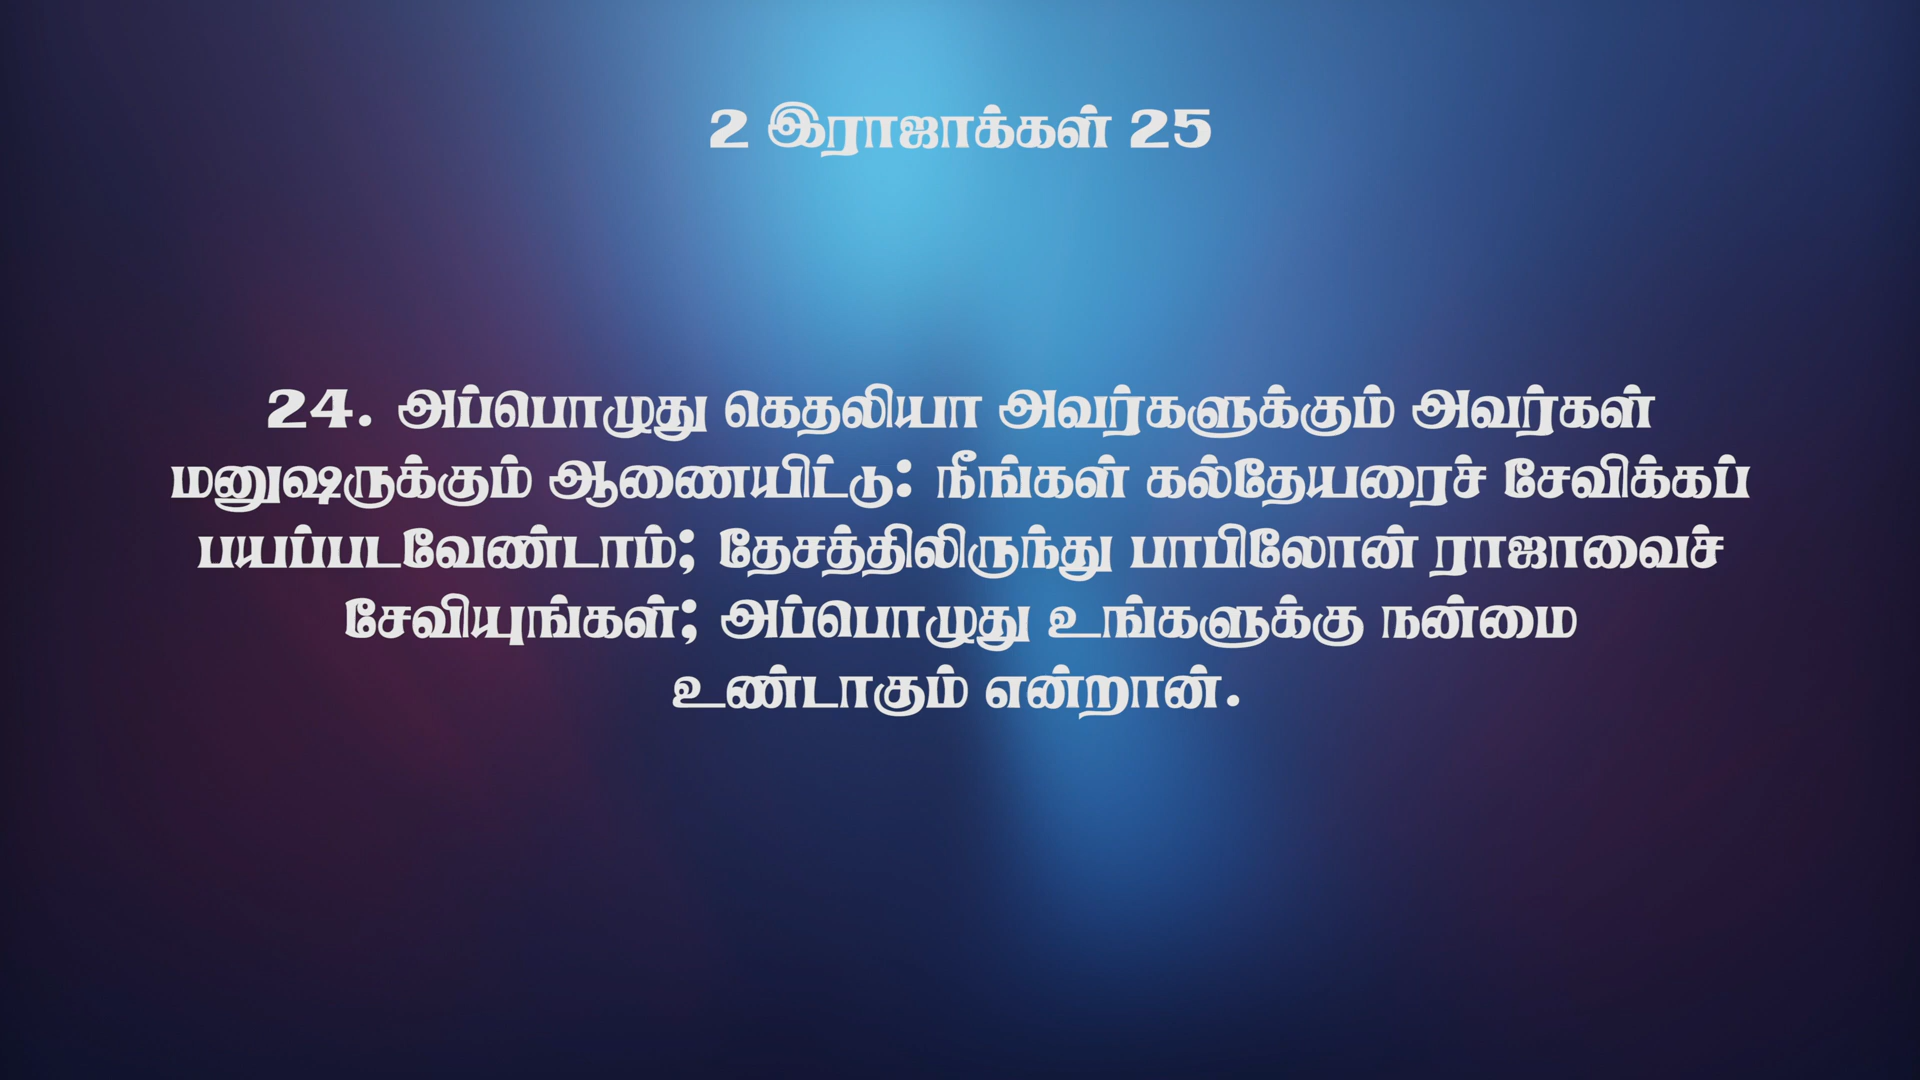 2 இராஜாக்கள் 25
24. அப்பொழுது கெதலியா அவர்களுக்கும் அவர்கள்
மனுஷருக்கும் ஆணையிட்டு: நீங்கள் கல்தேயரைச் சேவிக்கப்
பயப்படவேண்டாம்; தேசத்திலிருந்து பாபிலோன் ராஜாவைச்
சேவியுங்கள்; அப்பொழுது உங்களுக்கு நன்மை
உண்டாகும் என்றான்.